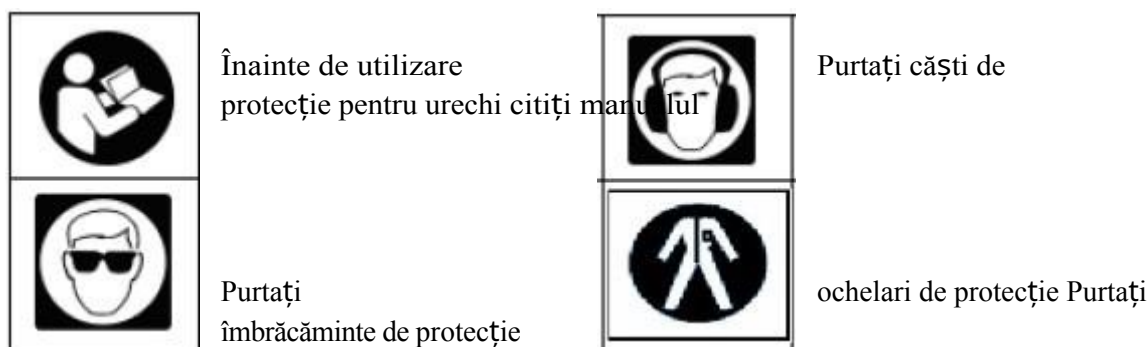 Înainte de utilizare
Purtați căști de
protecție pentru urechi citiți manualul
Purtați
ochelari de protecție Purtați
îmbrăcăminte de protecție